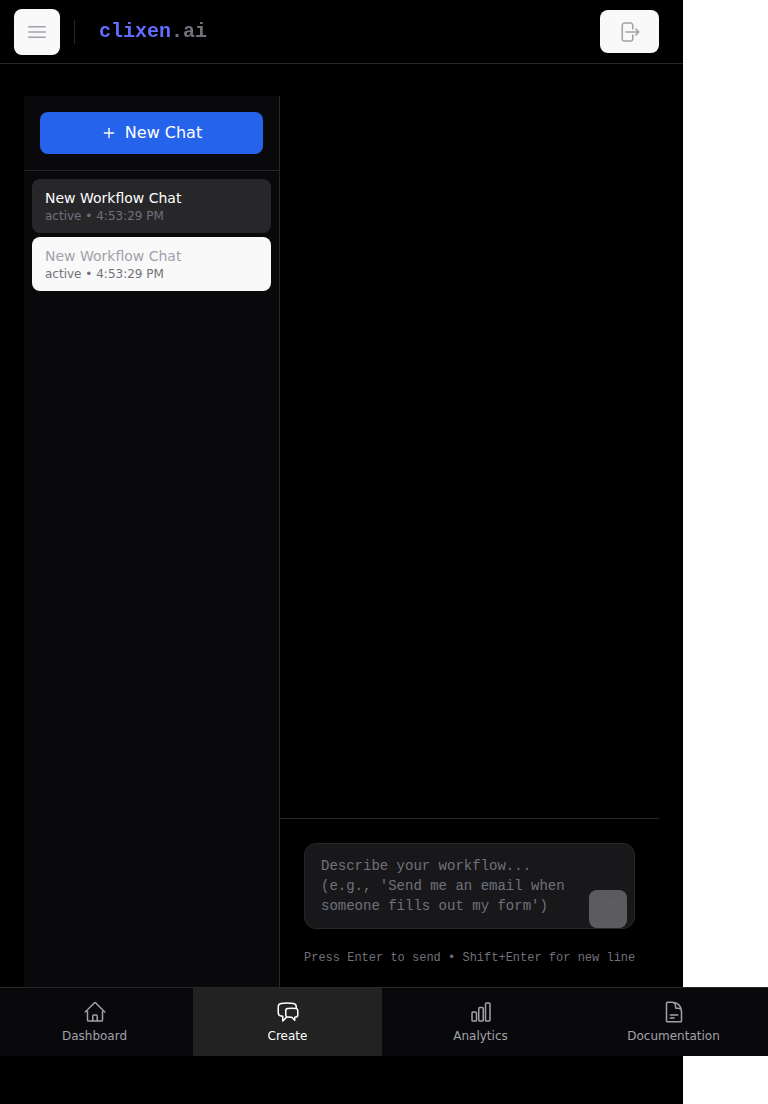 clixen.ai
+ New Chat
New Workflow Chat
active • 4:53:29 PM
New Workflow Chat
active • 4:53:29 PM
Describe your workflow...
(e.g., 'Send me an email when
someone fills out my form')
Press Enter to send • Shift+Enter for new line
Dashboard
Create
Analytics
Documentation